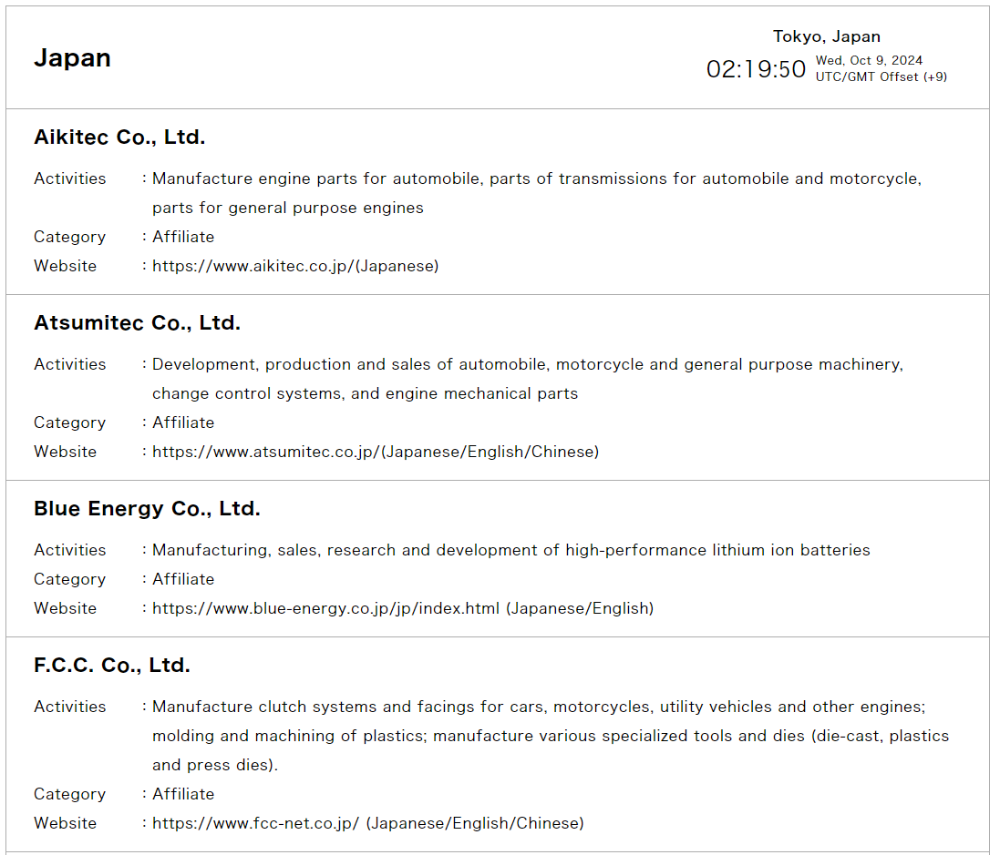 Japan
Tokyo, Japan
02:19:50
Wed, Oct 9, 2024
UTC/GMT Offset (+9)
Aikitec Co., Ltd.
Activities : Manufacture engine parts for automobile, parts of transmissions for automobile and motorcycle,
parts for general purpose engines
Category : Affiliate
Website : https://www.aikitec.co.jp/(Japanese)
Atsumitec Co., Ltd.
Activities : Development, production and sales of automobile, motorcycle and general purpose machinery,
change control systems, and engine mechanical parts
Category : Affiliate
Website : https://www.atsumitec.co.jp/(Japanese/English/Chinese)
Blue Energy Co., Ltd.
Activities : Manufacturing, sales, research and development of high-performance lithium ion batteries
Category : Affiliate
Website : https://www.blue-energy.co.jp/jp/index.html (Japanese/English)
F.C.C. Co., Ltd.
Activities : Manufacture clutch systems and facings for cars, motorcycles, utility vehicles and other engines;
molding and machining of plastics; manufacture various specialized tools and dies (die-cast, plastics
and press dies).
Category : Affiliate
Website : https://www.fcc-net.co.jp/ (Japanese/English/Chinese)